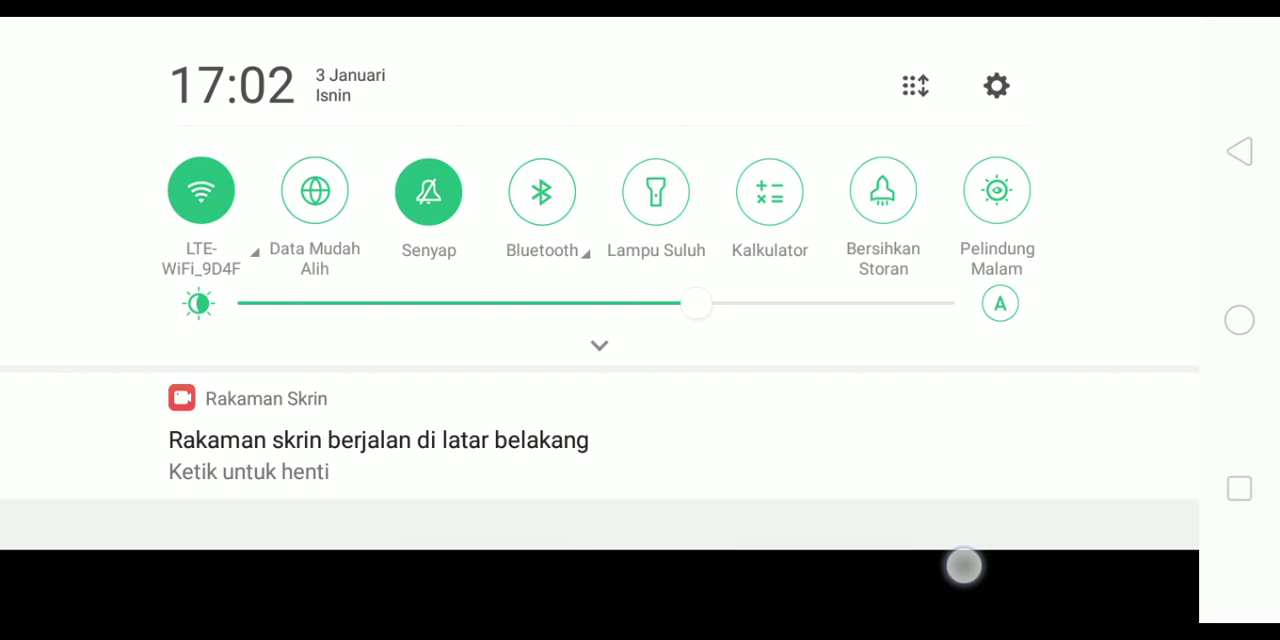 17:02
3 Januari
Isnin
LTE-
WiFi_9D4F
Data Mudah
Alih
Senyap
Bluetooth
Lampu Suluh
Kalkulator
Bersihkan
Storan
Pelindung
Malam
A
Rakaman Skrin
Rakaman skrin berjalan di latar belakang
Ketik untuk henti